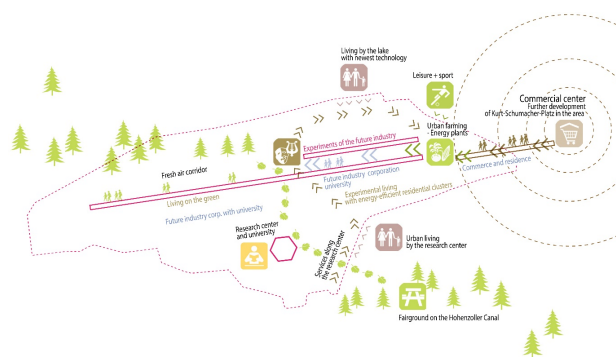 Living by the lake
with newest technology
Leisure + sport
Commercial center
Further development
of Kurt-Schumacher-Platz in the area
Urban farming
- Energy plants
Experiments of the future industry
Commerce and residence
Fresh air corridor
Future industry corporation
university
Living on the green
Experimental living
with energy-efficient residential clusters
Future industry corp. with university
Research center
and university
Services along
the research center
Urban living
by the research center
Fairground on the Hohenzoller Canal